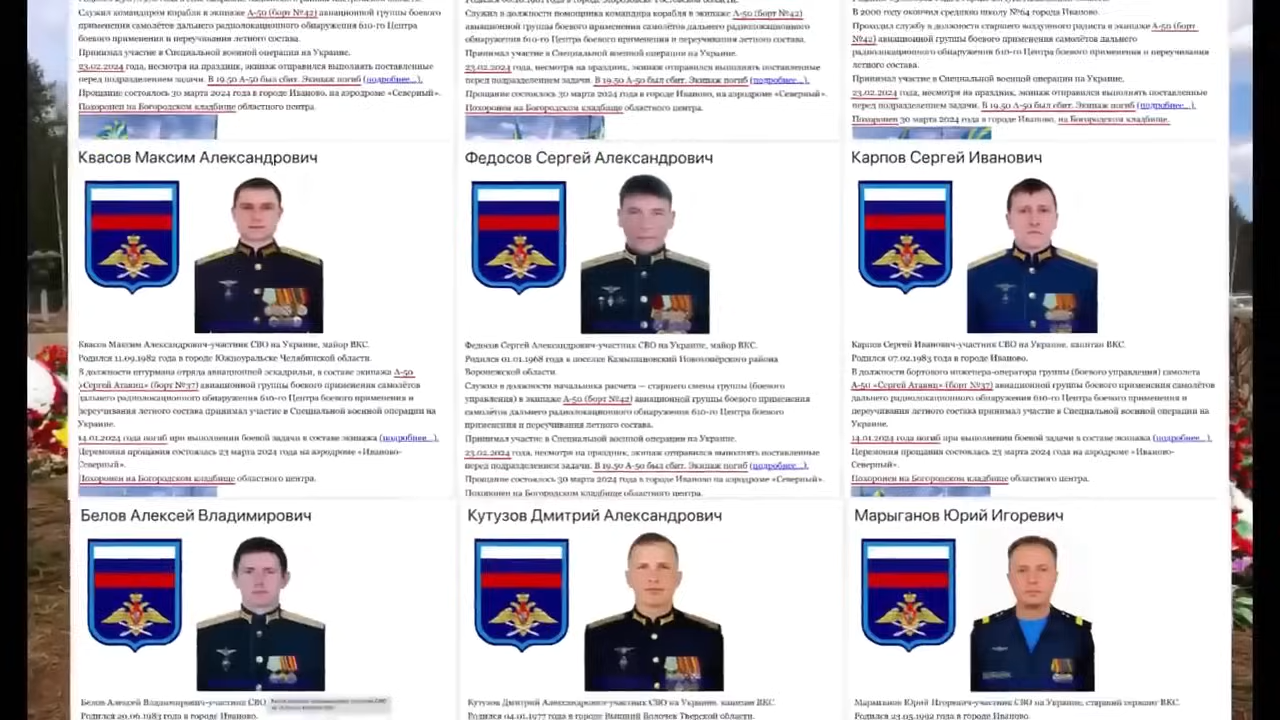 Служил командиром корабля в экипаже А-50 (борт №42) авиационной группы боевого
применения самолётов дальнего радиолокационного обнаружения 610-го Центра
боевого применения и переучивания летного состава.
Принимал участие в Специальной военной операции на Украине.
23.02.2024 года, несмотря на праздник, экипаж отправился выполнять поставленные
перед подразделением задачи. В 19.50 А-50 был сбит. Экипаж погиб (подробнее...).
Прощание состоялось 30 марта 2024 года в городе Иваново, на аэродроме «Северный».
Похоронен на Богородском кладбище областного центра.
Служил в должности помощника командира корабля в экипаже А-50 (борт №42)
авиационной группы боевого применения самолётов дальнего радиолокационного
обнаружения 610-го Центра боевого применения и переучивания летного состава.
Принимал участие в Специальной военной операции на Украине.
23.02.2024 года, несмотря на праздник, экипаж отправился выполнять поставленные
перед подразделением задачи. В 19.50 А-50 был сбит. Экипаж погиб (подробнее...).
Прощание состоялось 30 марта 2024 года в городе Иваново, на аэродроме «Северный».
Похоронен на Богородском кладбище областного центра.
В 2000 году окончил среднюю школу №64 города Иваново.
Проходил службу в должности старшего воздушного радиста в экипаже А-50 (борт
№42) авиационной группы боевого применения самолётов дальнего
радиолокационного обнаружения 610-го Центра боевого применения и переучивания
летного состава.
Принимал участие в Специальной военной операции на Украине.
23.02.2024 года, несмотря на праздник, экипаж отправился выполнять поставленные
перед подразделением задачи. В 19.50 А-50 был сбит. Экипаж погиб (подробнее...).
Похоронен 30 марта 2024 года в городе Иваново, на Богородском кладбище.
Квасов Максим Александрович
Квасов Максим Александрович-участник СВО на Украине, майор ВКС.
Родился 11.09.1982 года в городе Южноуральске Челябинской области.
В должности штурмана отряда авиационной эскадрильи, в составе экипажа А-50
«Сергей Атаянц» (борт №37) авиационной группы боевого применения самолётов
дальнего радиолокационного обнаружения 610-го Центра боевого применения и
переучивания летного состава принимал участие в Специальной военной операции на
Украине.
14.01.2024 года погиб при выполнении боевой задачи в составе экипажа (подробнее...).
Церемония прощания состоялась 23 марта 2024 года на аэродроме «Иваново-
Северный».
Похоронен на Богородском кладбище областного центра.
Федосов Сергей Александрович
Федосов Сергей Александрович-участник СВО на Украине, майор ВКС.
Родился 01.01.1968 года в поселке Камышановский Новохопёрского района
Воронежской области.
Служил в должности начальника расчета — старшего смены группы (боевого
управления) в экипаже А-50 (борт №42) авиационной группы боевого применения
самолётов дальнего радиолокационного обнаружения 610-го Центра боевого
применения и переучивания летного состава.
Принимал участие в Специальной военной операции на Украине.
23.02.2024 года, несмотря на праздник, экипаж отправился выполнять поставленные
перед подразделением задачи. В 19.50 А-50 был сбит. Экипаж погиб (подробнее...).
Прощание состоялось 30 марта 2024 года в городе Иваново на аэродроме «Северный».
Похоронен на Богородском кладбище областного центра.
Карпов Сергей Иванович
Карпов Сергей Иванович-участник СВО на Украине, капитан ВКС.
Родился 07.02.1983 года в городе Иваново.
В должности бортового инженера-оператора группы (боевого управления) самолета
А-50 «Сергей Атаянц» (борт №37) авиационной группы боевого применения самолётов
дальнего радиолокационного обнаружения 610-го Центра боевого применения и
переучивания летного состава принимал участие в Специальной военной операции на
Украине.
14.01.2024 года погиб при выполнении боевой задачи в составе экипажа (подробнее...).
Церемония прощания состоялась 23 марта 2024 года на аэродроме «Иваново-
Северный».
Похоронен на Богородском кладбище областного центра.
Белов Алексей Владимирович
Белов Алексей Владимирович-участник СВО
Родился 29.06.1983 года в городе Иваново.
Кутузов Дмитрий Александрович
Кутузов Дмитрий Александрович-участник СВО на Украине, капитан ВКС.
Родился 04.01.1977 года в городе Вышний Волочек Тверской области.
Марыганов Юрий Игоревич
Марыганов Юрий Игоревич-участник СВО на Украине, старший сержант ВКС.
Родился 23.05.1992 года в городе Иваново.